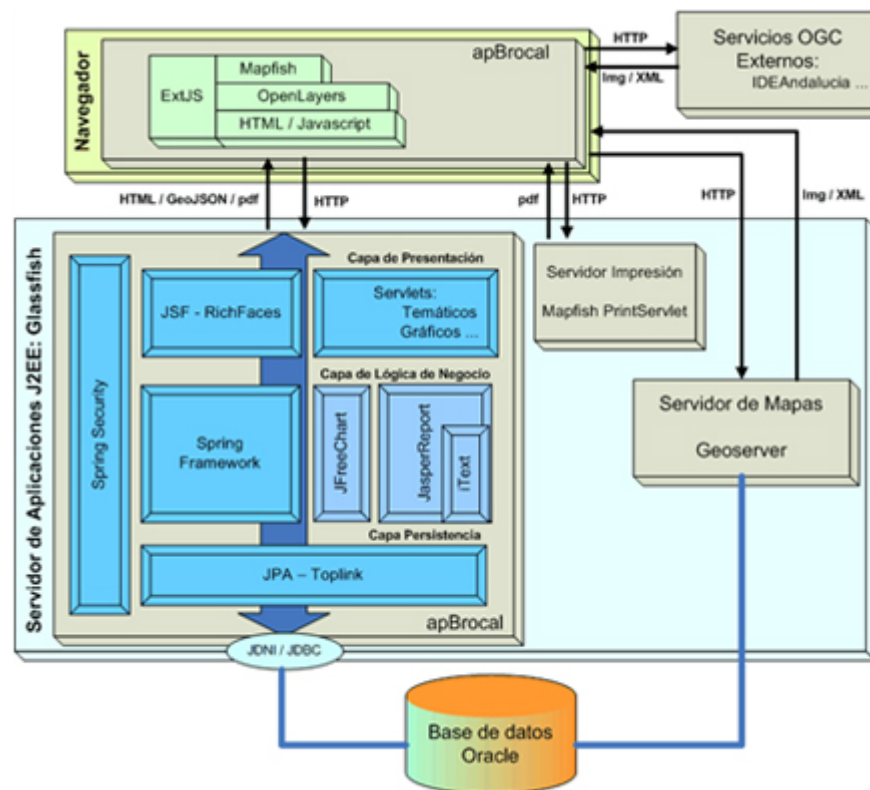 Navegador
apBrocal
ExtJS
Mapfish
OpenLayers
HTML / Javascript
HTTP
Img / XML
Servicios OGC
Externos:
IDEAndalucia ...
HTML / GeoJSON / pdf
HTTP
pdf
HTTP
HTTP
Img / XML
Servidor de Aplicaciones J2EE: Glassfish
Spring Security
Capa de Presentación
JSF - RichFaces
Servlets:
Temáticos
Gráficos ...
Capa de Lógica de Negocio
Spring
Framework
JFreeChart
JasperReport
iText
Capa Persistencia
JPA – Toplink
apBrocal
JDNI / JDBC
Servidor Impresión
Mapfish PrintServlet
Servidor de Mapas
Geoserver
Base de datos
Oracle